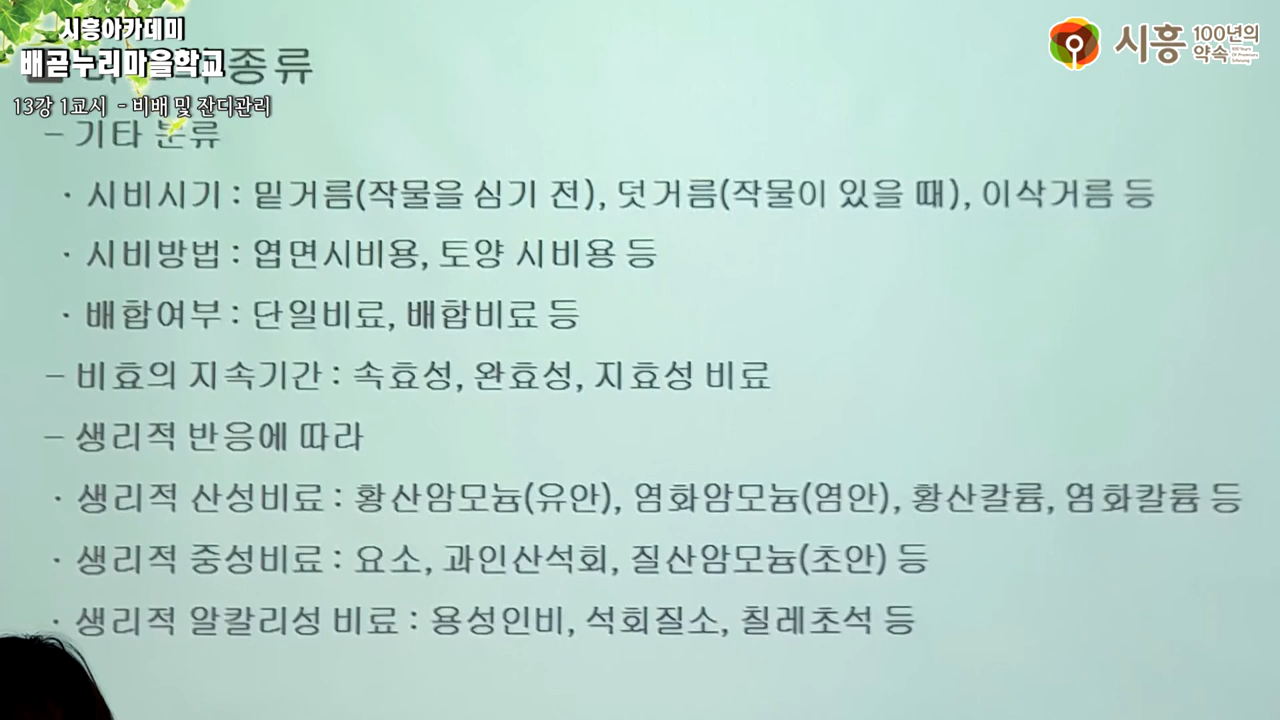 시흥아카데미
배곧누리마을학교
13강 1교시 - 비배 및 잔디관리
시흥 100년의 약속
종류
- 기타 분류
· 시비시기 : 밑거름(작물을 심기 전), 덧거름(작물이 있을 때), 이삭거름 등
· 시비방법 : 엽면시비용, 토양 시비용 등
· 배합여부 : 단일비료, 배합비료 등
- 비효의 지속기간 : 속효성, 완효성, 지효성 비료
- 생리적 반응에 따라
· 생리적 산성비료 : 황산암모늄(유안), 염화암모늄(염안), 황산칼륨, 염화칼륨 등
· 생리적 중성비료 : 요소, 과인산석회, 질산암모늄(초안) 등
· 생리적 알칼리성 비료 : 용성인비, 석회질소, 칠레초석 등